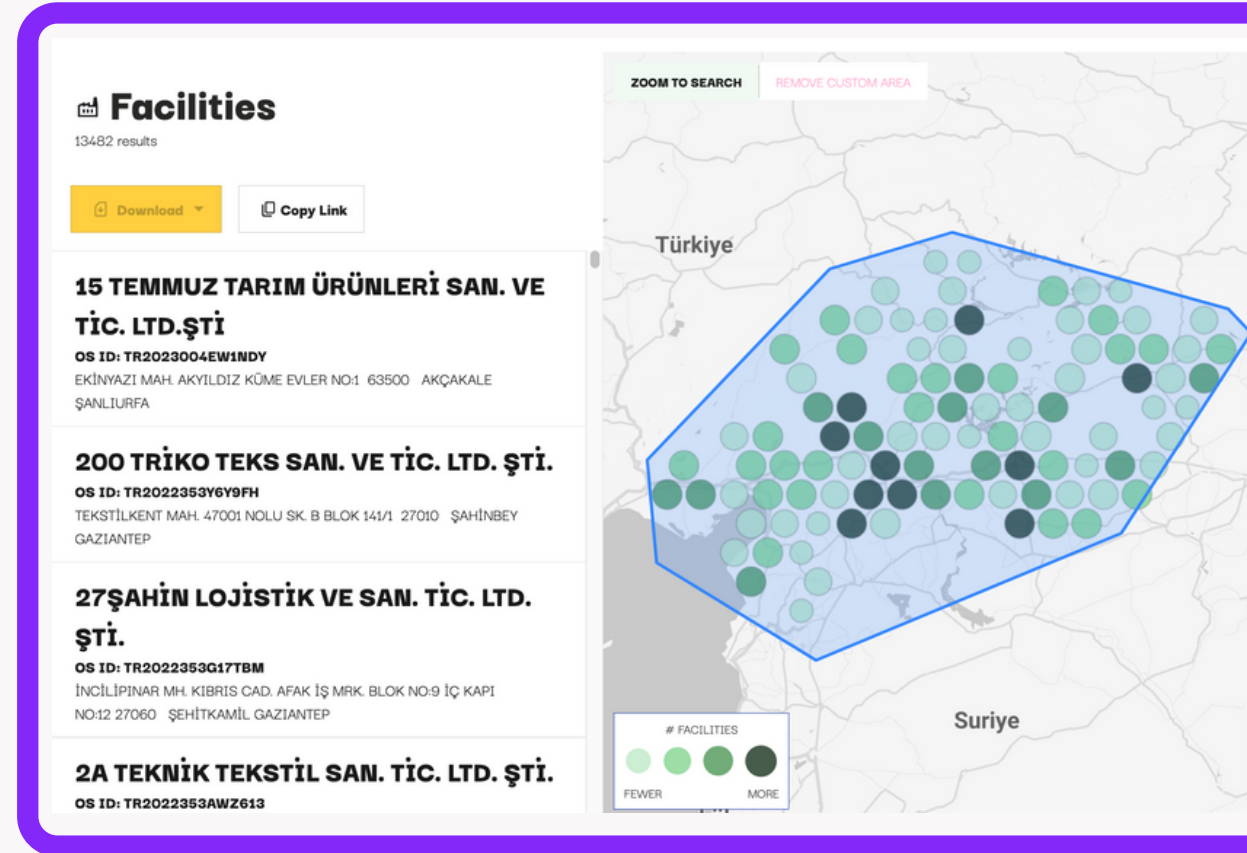 Facilities
13482 results
Download
Copy Link
15 TEMMUZ TARIM ÜRÜNLERİ SAN. VE
TİC. LTD.ŞTİ
OS ID: TR2023004EW1NDY
EKİNYAZI MAH. AKYILDIZ KÜME EVLER NO:1 63500 AKÇAKALE
ŞANLIURFA
200 TRİKO TEKS SAN. VE TİC. LTD. ŞTİ.
OS ID: TR2022353Y6Y9FH
TEKSTİLKENT MAH. 47001 NOLU SK. B BLOK 141/1 27010 ŞAHİNBEY
GAZIANTEP
27ŞAHİN LOJİSTİK VE SAN. TİC. LTD.
ŞTİ.
OS ID: TR2022353G17TBM
İNCİLİPINAR MH. KIBRIS CAD. AFAK İŞ MRK. BLOK NO:9 İÇ KAPI
NO:12 27060 ŞEHİTKAMİL GAZIANTEP
2A TEKNİK TEKSTİL SAN. TİC. LTD. ŞTİ.
OS ID: TR2022353AWZ613
ZOOM TO SEARCH
REMOVE CUSTOM AREA
Türkiye
Suriye
# FACILITIES
FEWER
MORE